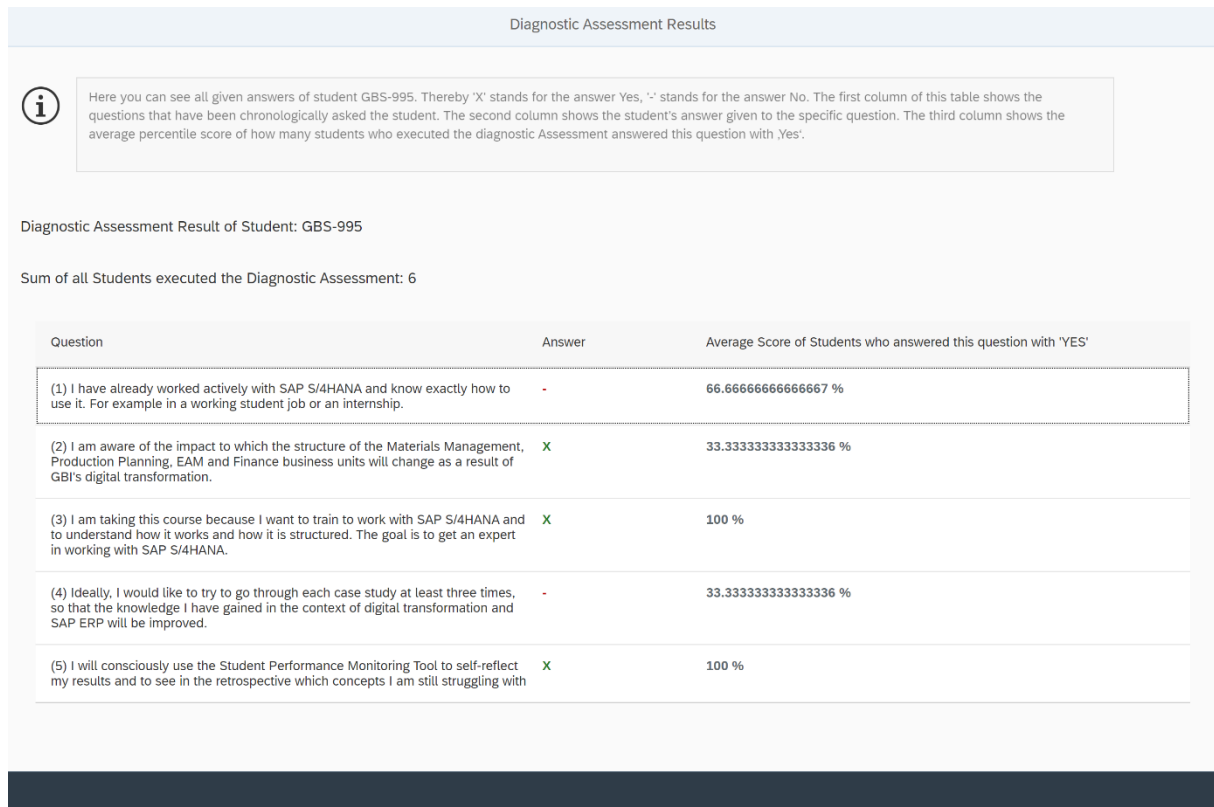 Diagnostic Assessment Results
Here you can see all given answers of student GBS-995. Thereby 'X' stands for the answer Yes, '-' stands for the answer No. The first column of this table shows the
questions that have been chronologically asked the student. The second column shows the student's answer given to the specific question. The third column shows the
average percentile score of how many students who executed the diagnostic Assessment answered this question with ‚Yes'.
Diagnostic Assessment Result of Student: GBS-995
Sum of all Students executed the Diagnostic Assessment: 6
Question Answer Average Score of Students who answered this question with 'YES'
(1) I have already worked actively with SAP S/4HANA and know exactly how to - 66.66666666666667 %
use it. For example in a working student job or an internship.
(2) I am aware of the impact to which the structure of the Materials Management, X 33.333333333333336 %
Production Planning, EAM and Finance business units will change as a result of
GBI's digital transformation.
(3) I am taking this course because I want to train to work with SAP S/4HANA and X 100 %
to understand how it works and how it is structured. The goal is to get an expert
in working with SAP S/4HANA.
(4) Ideally, I would like to try to go through each case study at least three times, - 33.333333333333336 %
so that the knowledge I have gained in the context of digital transformation and
SAP ERP will be improved.
(5) I will consciously use the Student Performance Monitoring Tool to self-reflect X 100 %
my results and to see in the retrospective which concepts I am still struggling with